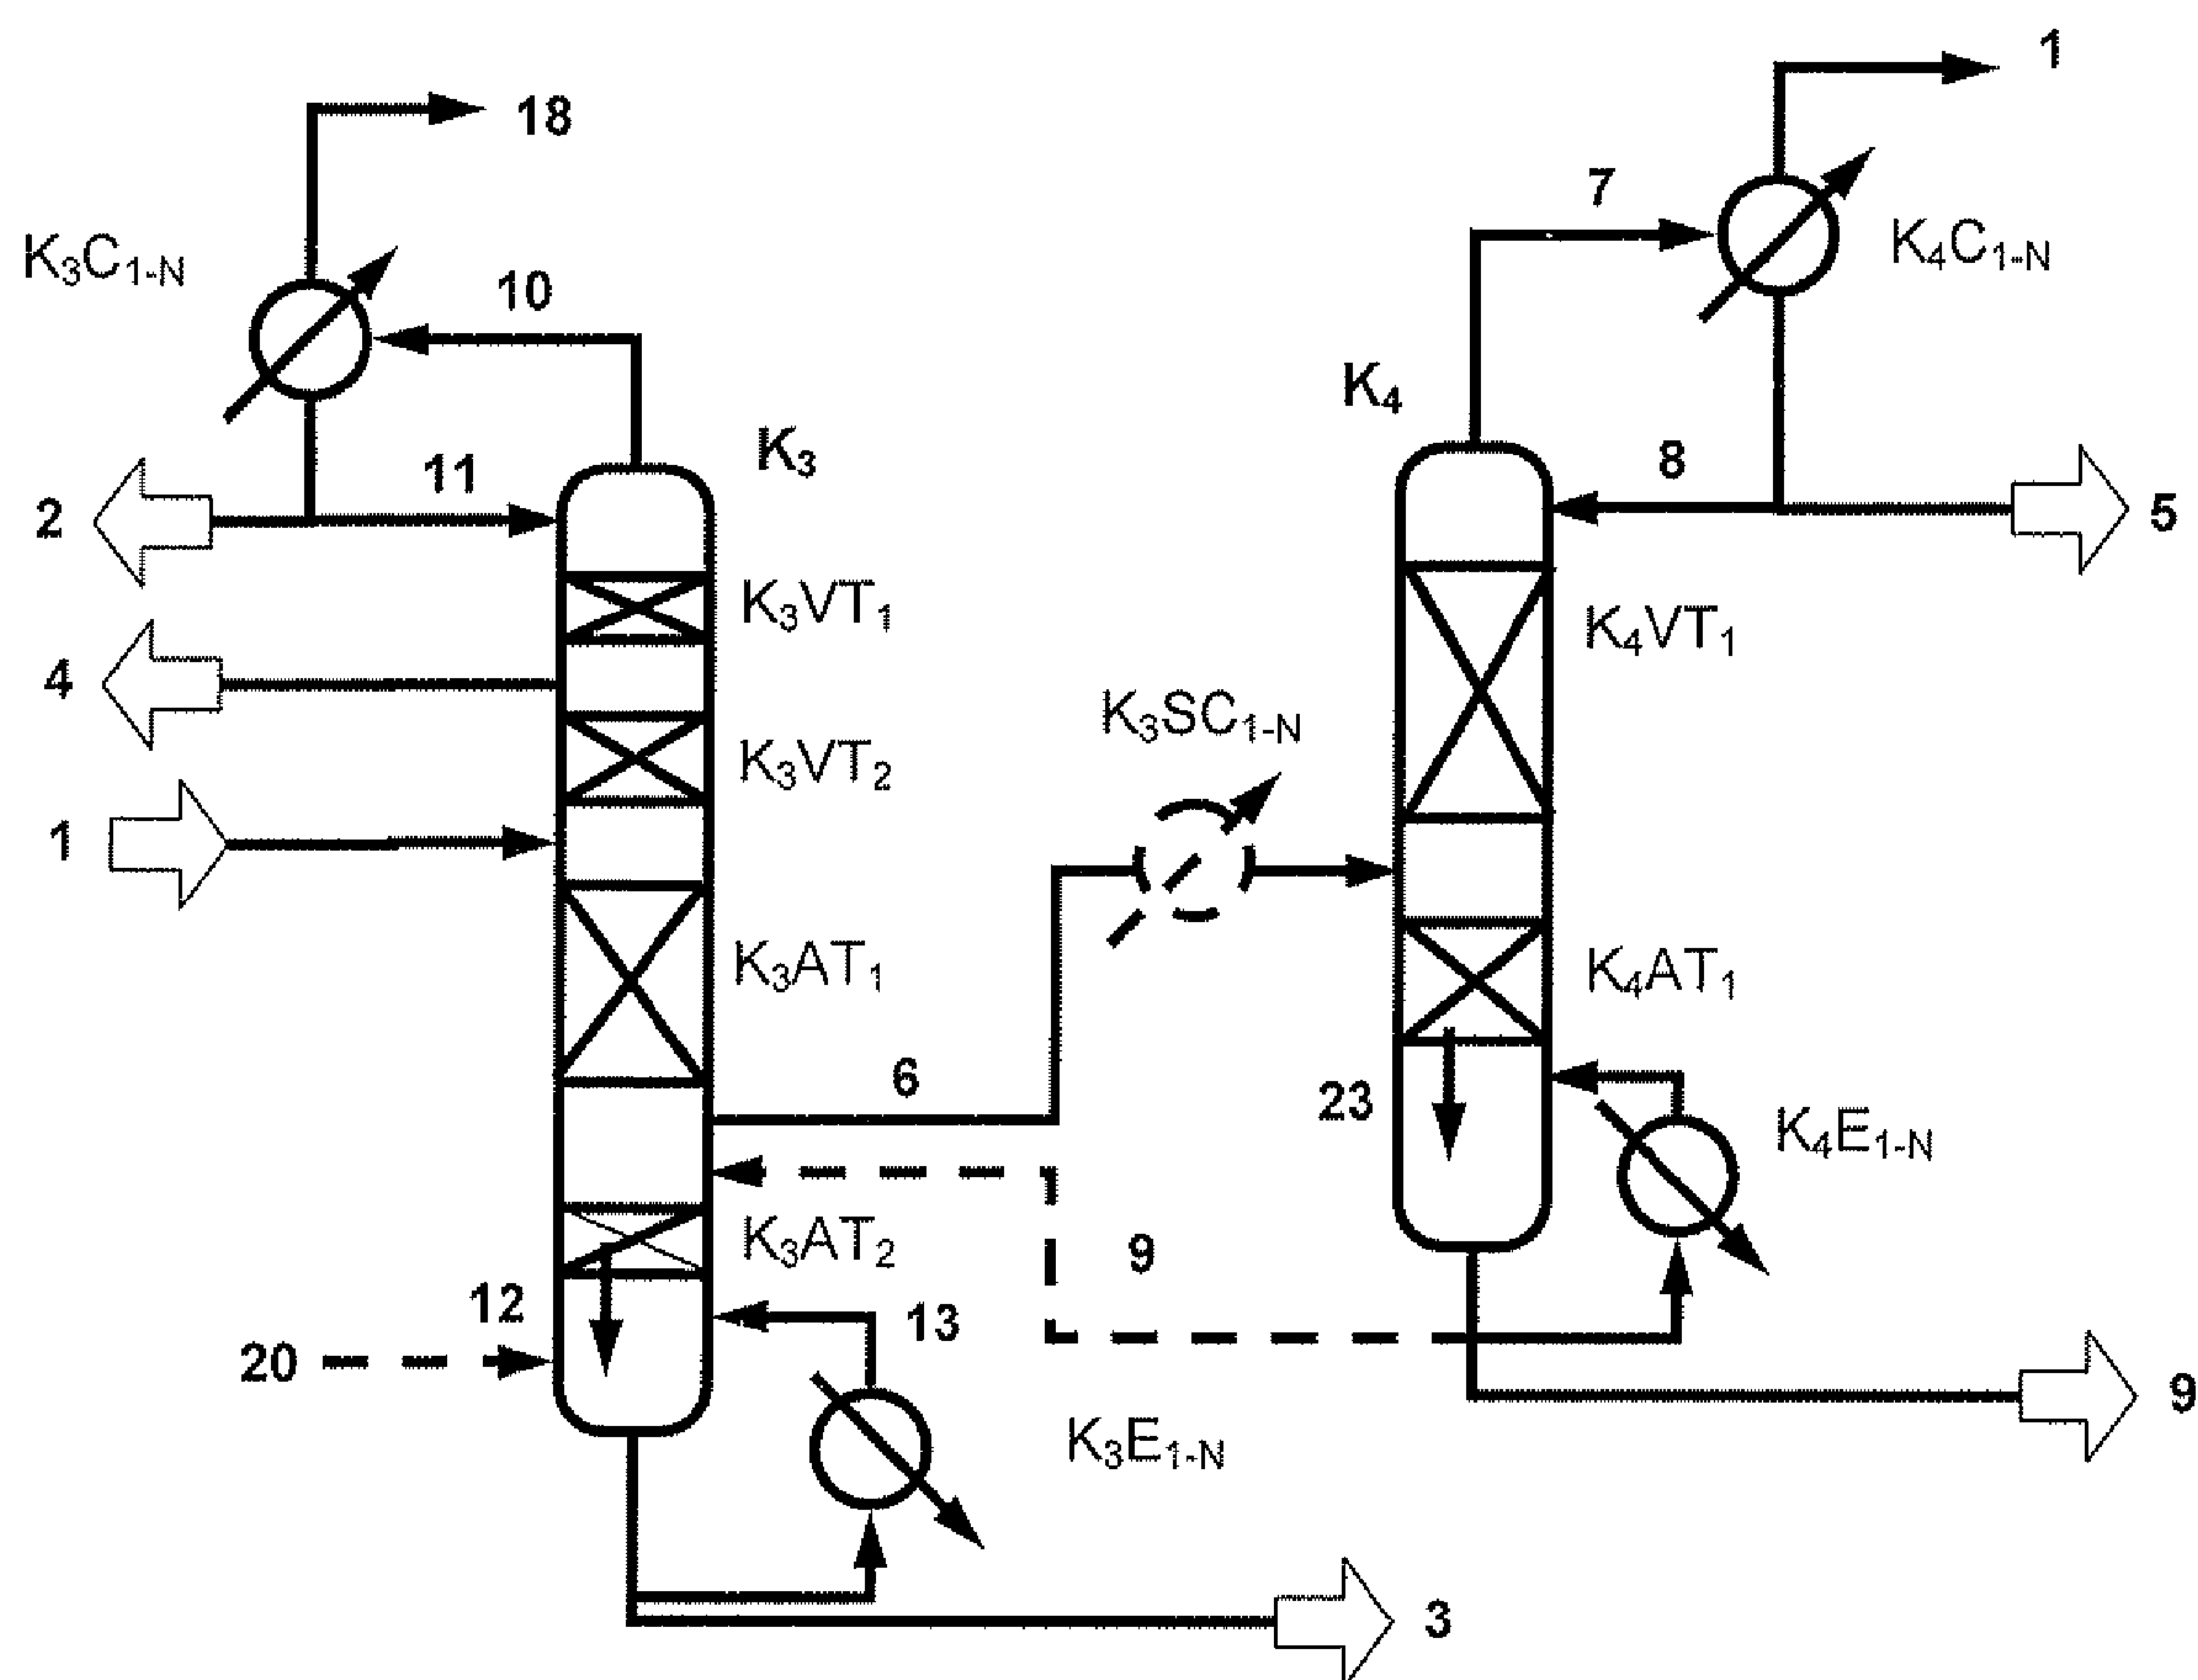 1
18
7
K₃C₁₋N
K₄C₁₋N
10
K₄
K₃
11
8
2
5
K₃VT₁
K₄VT₁
4
K₃SC₁₋N
K₃VT₂
1
K₃AT₁
K₄AT₁
6
23
K₄E₁₋N
K₃AT₂
9
12
13
20
9
K₃E₁₋N
3